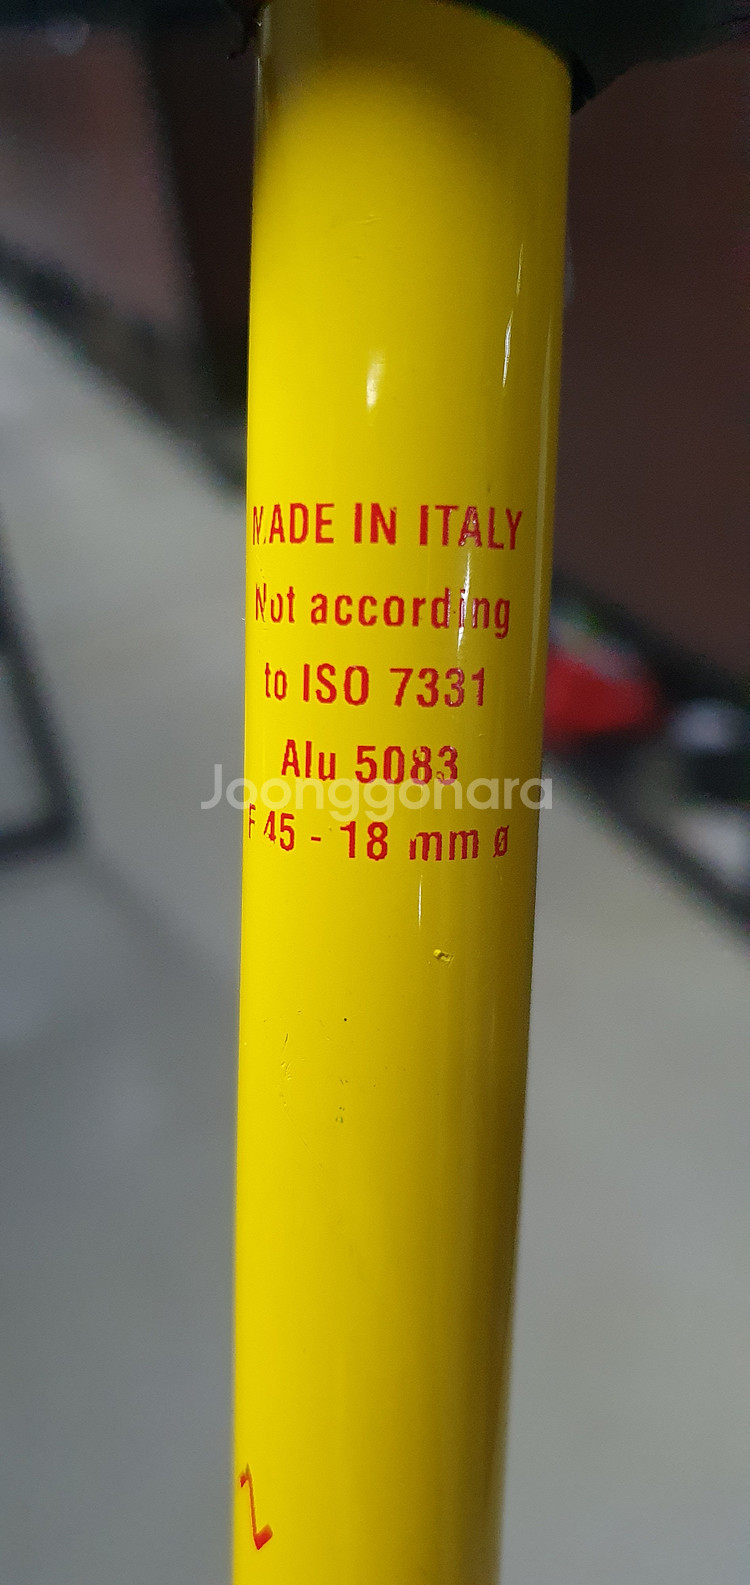 MADE IN ITALY
Not according
to ISO 7331
Alu 5083
Joonggonara
F 45 - 18 mm ø